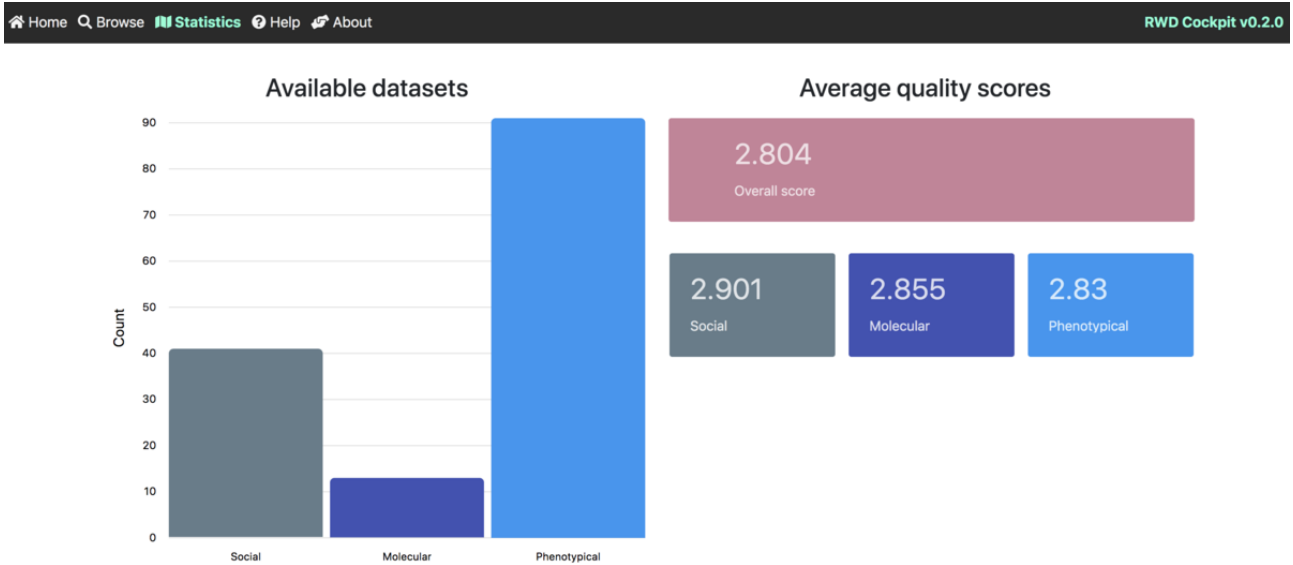 Home Browse Statistics Help About RWD Cockpit v0.2.0
Available datasets
90
80
70
60
50
40
30
20
10
0
Count
Social Molecular Phenotypical
Average quality scores
2.804
Overall score
2.901
Social
2.855
Molecular
2.83
Phenotypical